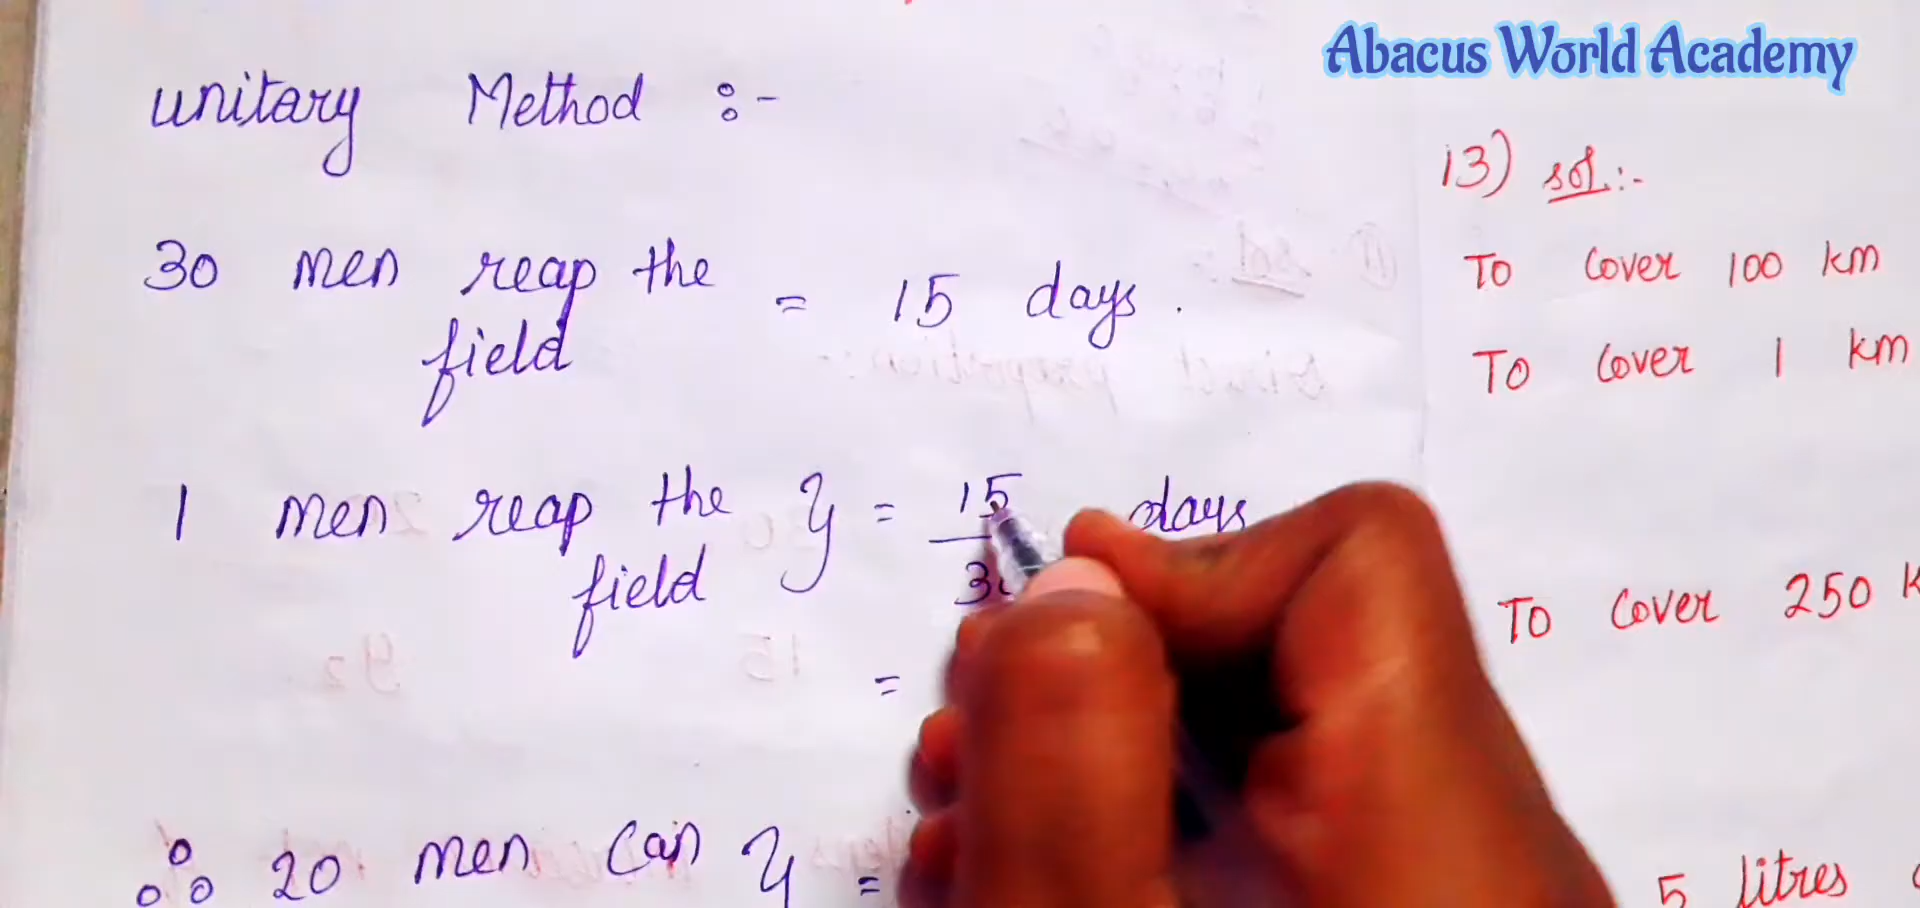 Abacus World Academy
unitary Method :-
30 men reap the
field = 15 days.
1 men reap the y = 15 days
field 30
=
∴ 20 men can y =
13) sol:-
To cover 100 km
To cover 1 km
To cover 250 k
5 litres